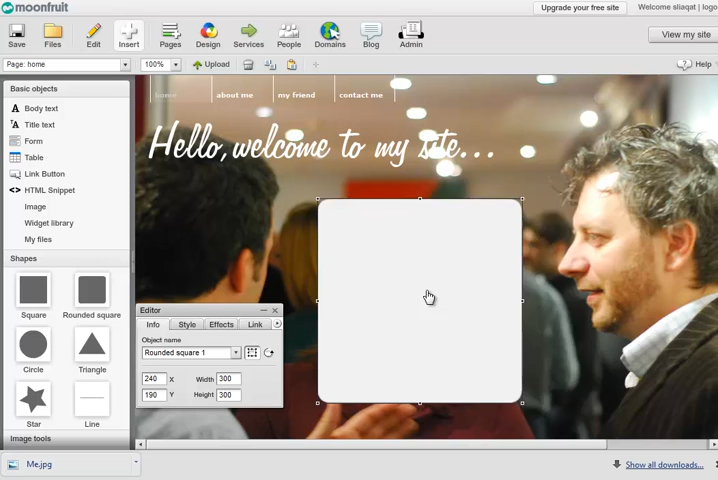 moonfruit
Upgrade your free site
Welcome sliaqat | logo
Save
Files
Edit
Insert
Pages
Design
Services
People
Domains
Blog
Admin
View my site
Page: home
100%
Upload
Help
Basic objects
Body text
Title text
Form
Table
Link Button
HTML Snippet
Image
Widget library
My files
Shapes
Square
Rounded square
Circle
Triangle
Star
Line
Image tools
home
about me
my friend
contact me
Hello, welcome to my site...
Editor
Info
Style
Effects
Link
Object name
Rounded square 1
240 X Width 300
190 Y Height 300
Me.jpg
Show all downloads...